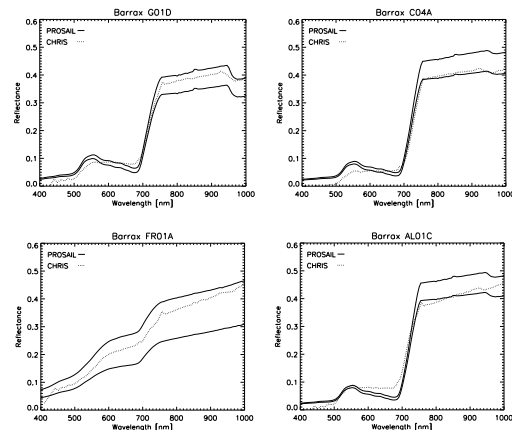 Barrax G01D
PROSAIL
CHRIS
0.6
0.5
0.4
0.3
0.2
0.1
0.0
Reflectance
400 500 600 700 800 900 1000
Wavelength [nm]
Barrax C04A
PROSAIL
CHRIS
0.6
0.5
0.4
0.3
0.2
0.1
0.0
Reflectance
400 500 600 700 800 900 1000
Wavelength [nm]
Barrax FR01A
PROSAIL
CHRIS
0.6
0.5
0.4
0.3
0.2
0.1
0.0
Reflectance
400 500 600 700 800 900 1000
Wavelength [nm]
Barrax AL01C
PROSAIL
CHRIS
0.6
0.5
0.4
0.3
0.2
0.1
0.0
Reflectance
400 500 600 700 800 900 1000
Wavelength [nm]